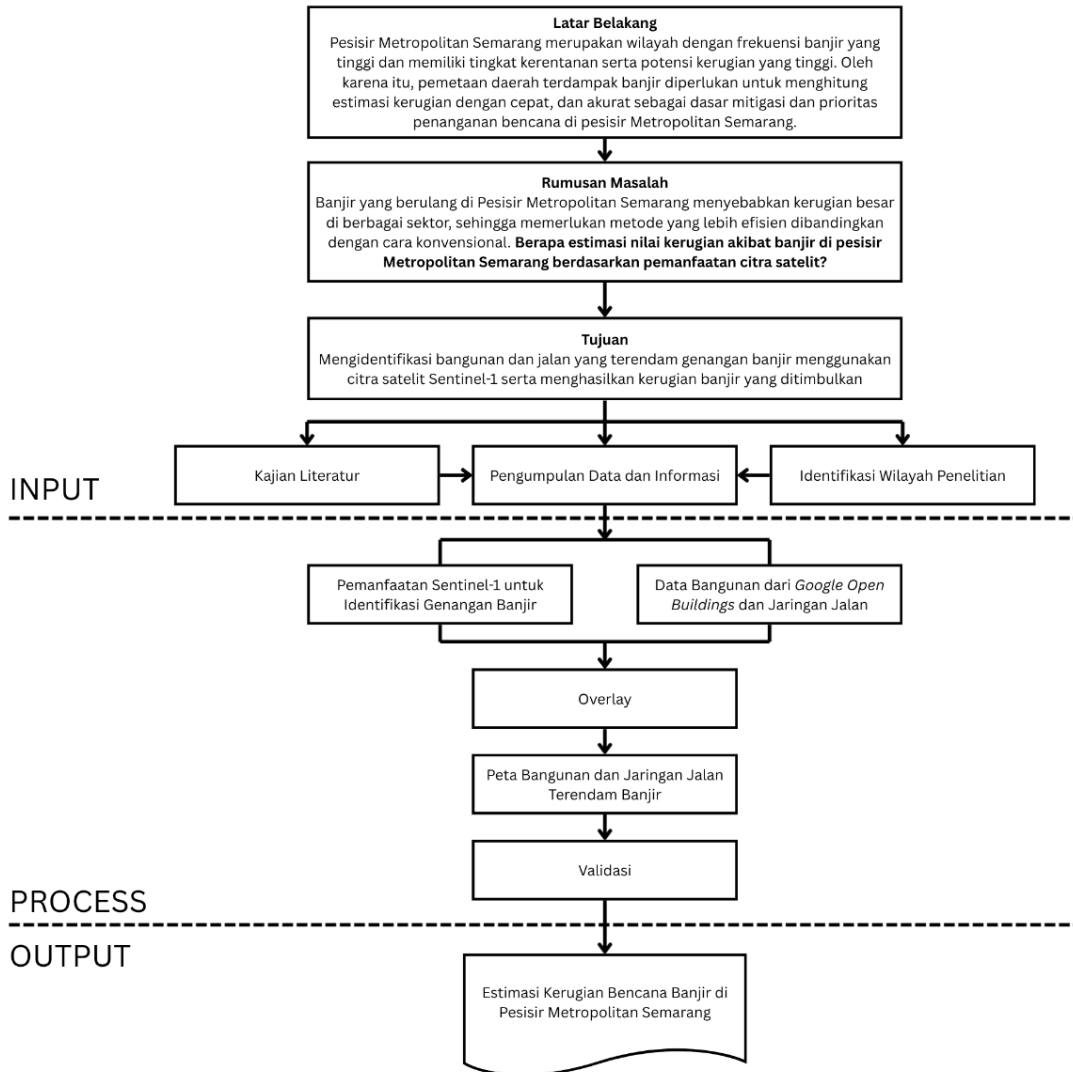 Latar Belakang
Pesisir Metropolitan Semarang merupakan wilayah dengan frekuensi banjir yang
tinggi dan memiliki tingkat kerentanan serta potensi kerugian yang tinggi. Oleh
karena itu, pemetaan daerah terdampak banjir diperlukan untuk menghitung
estimasi kerugian dengan cepat, dan akurat sebagai dasar mitigasi dan prioritas
penanganan bencana di pesisir Metropolitan Semarang.
Rumusan Masalah
Banjir yang berulang di Pesisir Metropolitan Semarang menyebabkan kerugian besar
di berbagai sektor, sehingga memerlukan metode yang lebih efisien dibandingkan
dengan cara konvensional. Berapa estimasi nilai kerugian akibat banjir di pesisir
Metropolitan Semarang berdasarkan pemanfaatan citra satelit?
Tujuan
Mengidentifikasi bangunan dan jalan yang terendam genangan banjir menggunakan
citra satelit Sentinel-1 serta menghasilkan kerugian banjir yang ditimbulkan
Kajian Literatur
Pengumpulan Data dan Informasi
Identifikasi Wilayah Penelitian
INPUT
Pemanfaatan Sentinel-1 untuk
Identifikasi Genangan Banjir
Data Bangunan dari Google Open
Buildings dan Jaringan Jalan
Overlay
Peta Bangunan dan Jaringan Jalan
Terendam Banjir
Validasi
PROCESS
OUTPUT
Estimasi Kerugian Bencana Banjir di
Pesisir Metropolitan Semarang